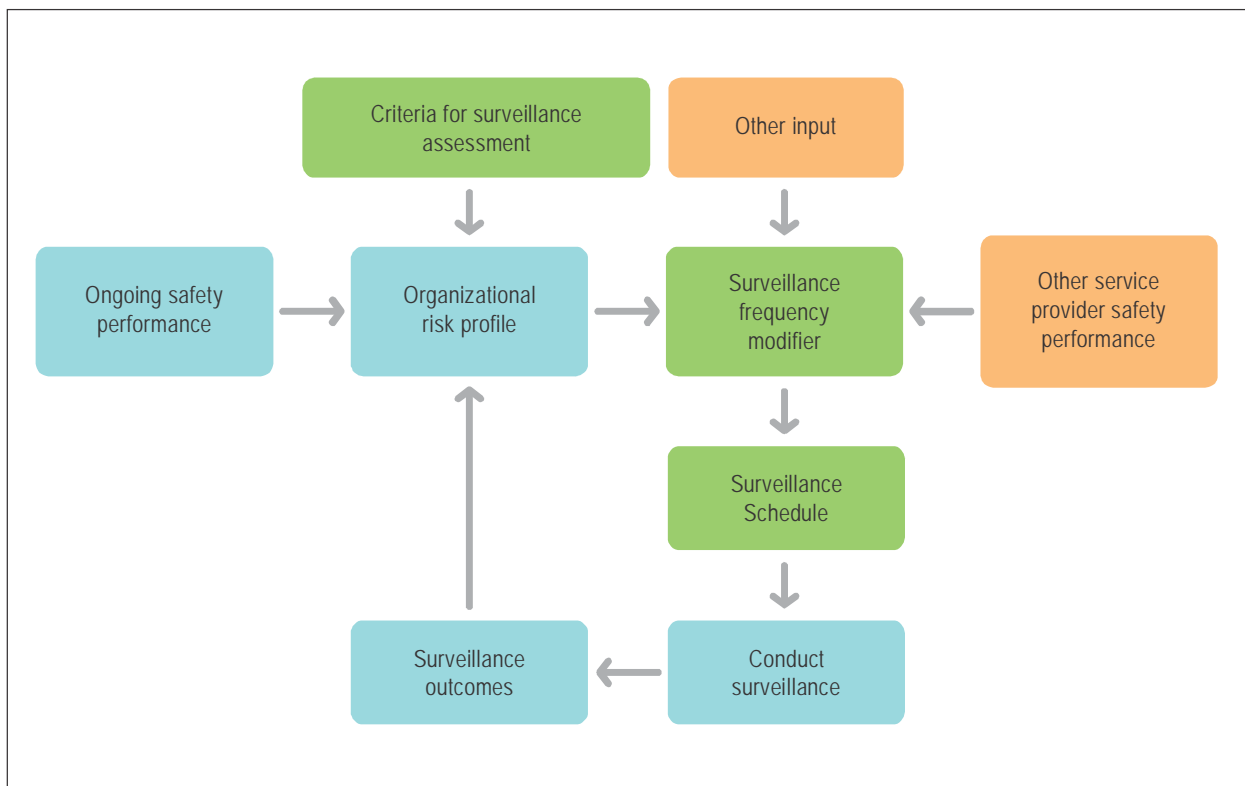 Criteria for surveillance
assessment
Other input
Ongoing safety
performance
Organizational
risk profile
Surveillance
frequency
modifier
Other service
provider safety
performance
Surveillance
Schedule
Surveillance
outcomes
Conduct
surveillance